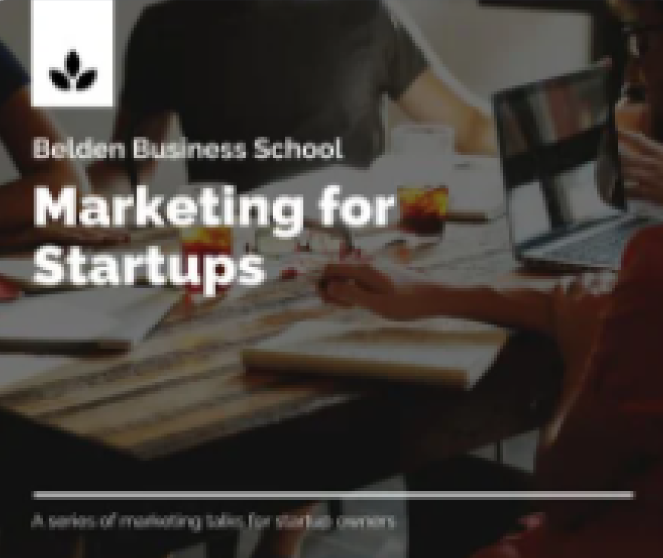 Belden Business School
Marketing for
Startups
A series of marketing talks for startup owners